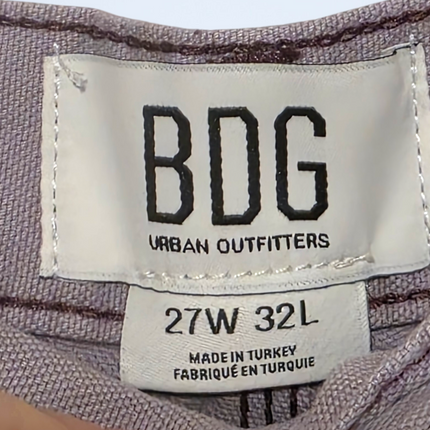 BDG
URBAN OUTFITTERS
27W 32L
MADE IN TURKEY
FABRIQUÉ EN TURQUIE